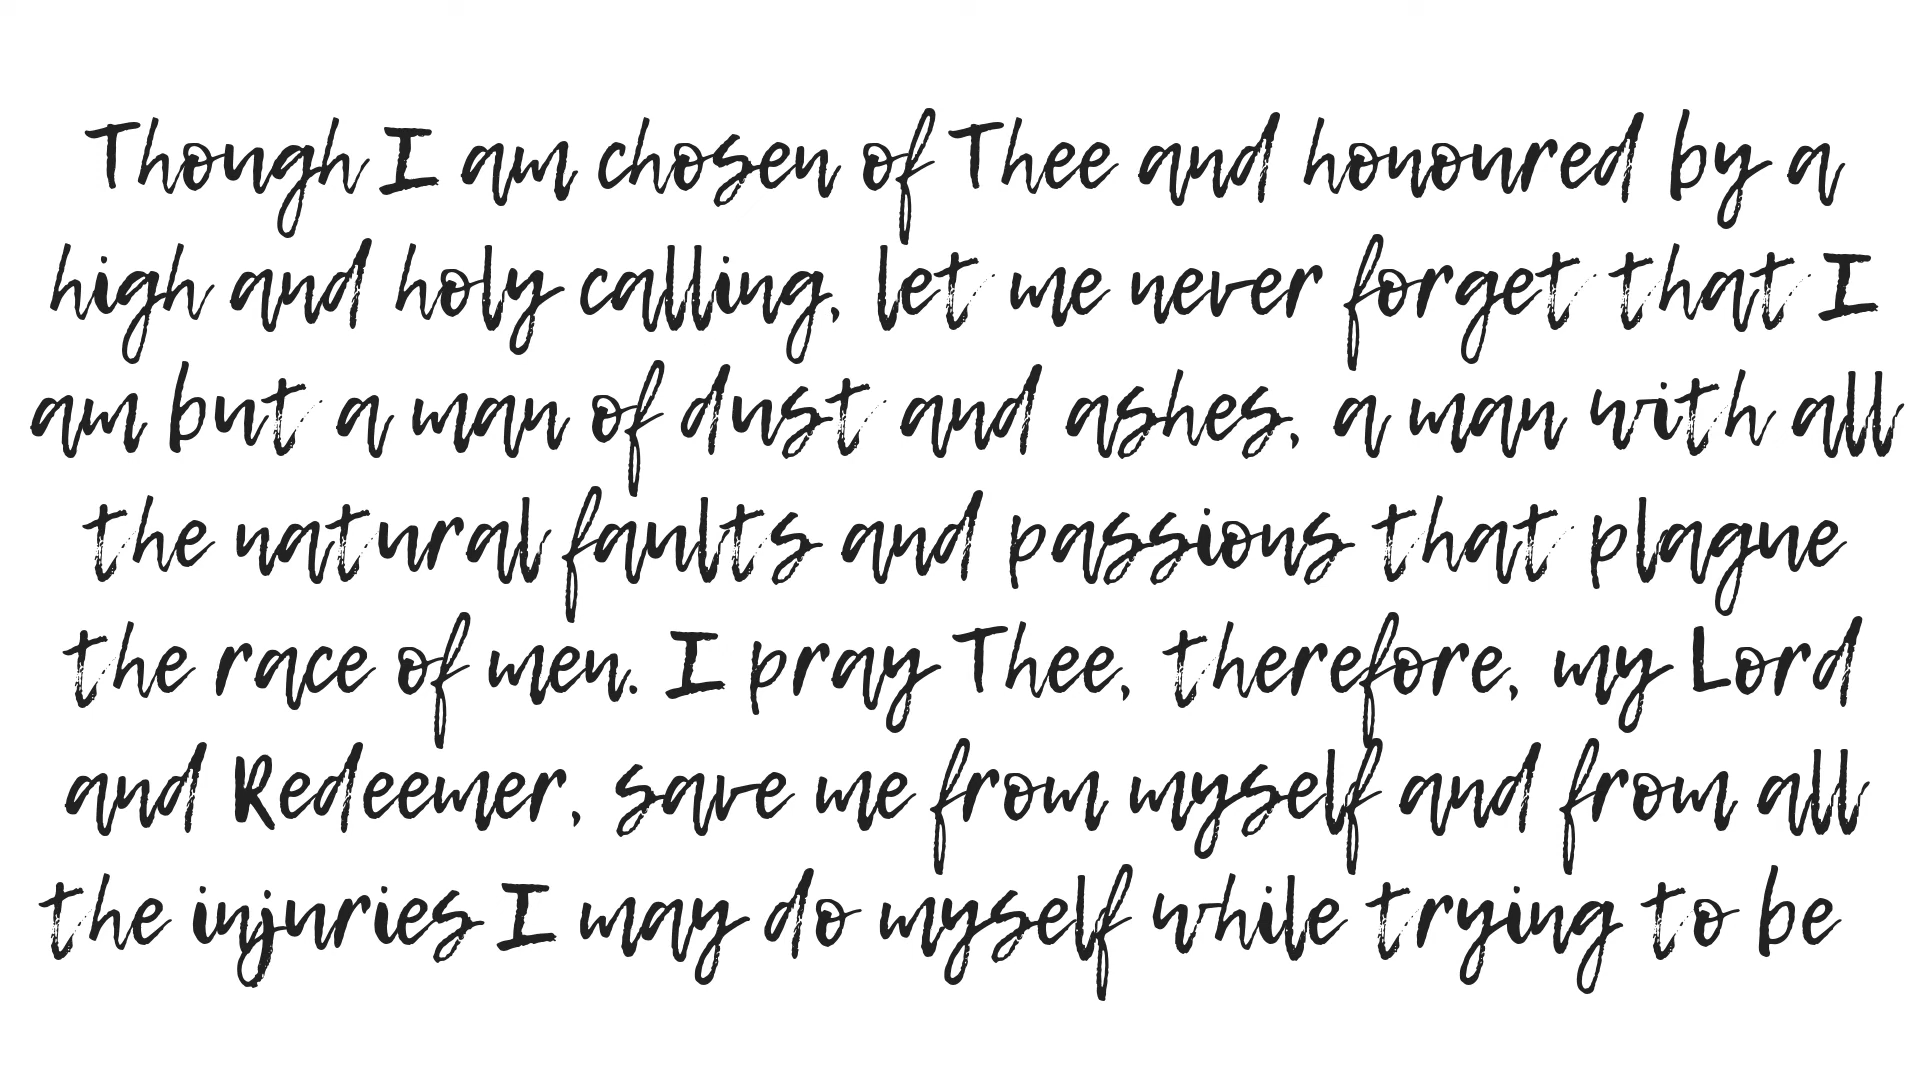 Though I am chosen of Thee and honoured by a
high and holy calling, let me never forget that I
am but a man of dust and ashes, a man with all
the natural faults and passions that plague
the race of men. I pray Thee, therefore, my Lord
and Redeemer, save me from myself and from all
the injuries I may do myself while trying to be